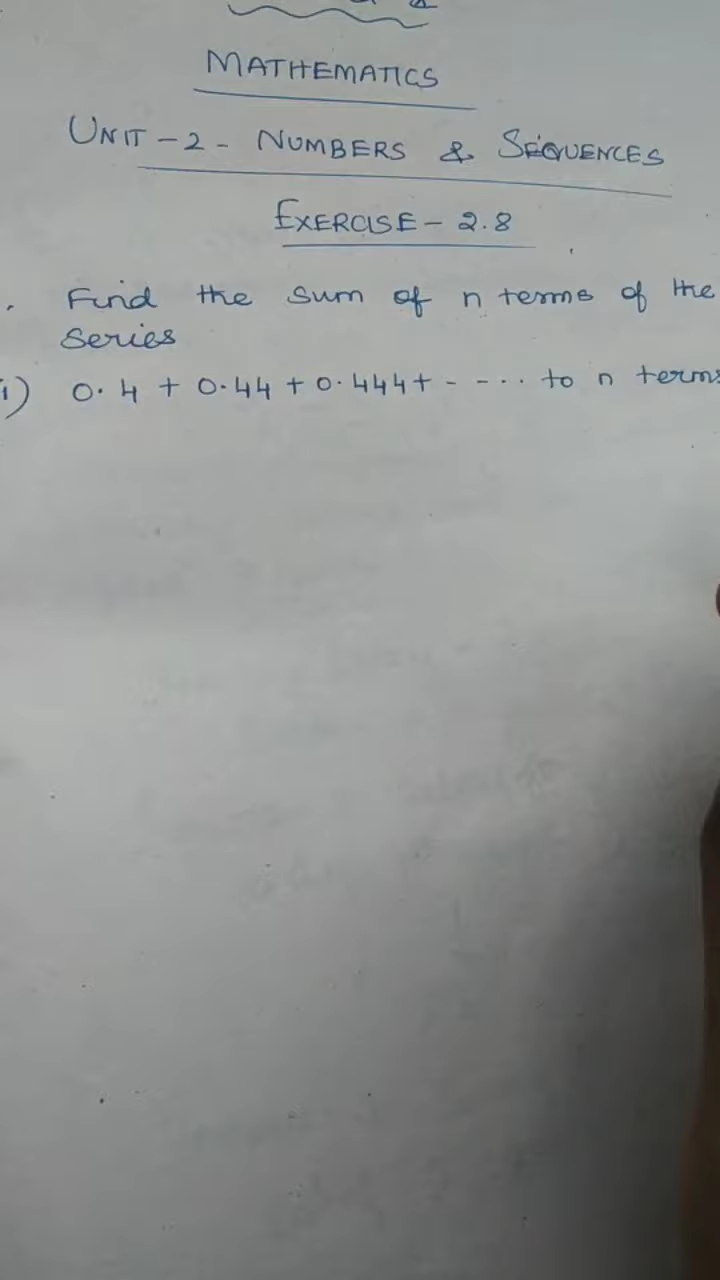 MATHEMATICS
UNIT - 2 - NUMBERS & SEQUENCES
EXERCISE - 2.8
Find the sum of n terms of the
series
i) 0.4 + 0.44 + 0.444 + - - - . . to n terms